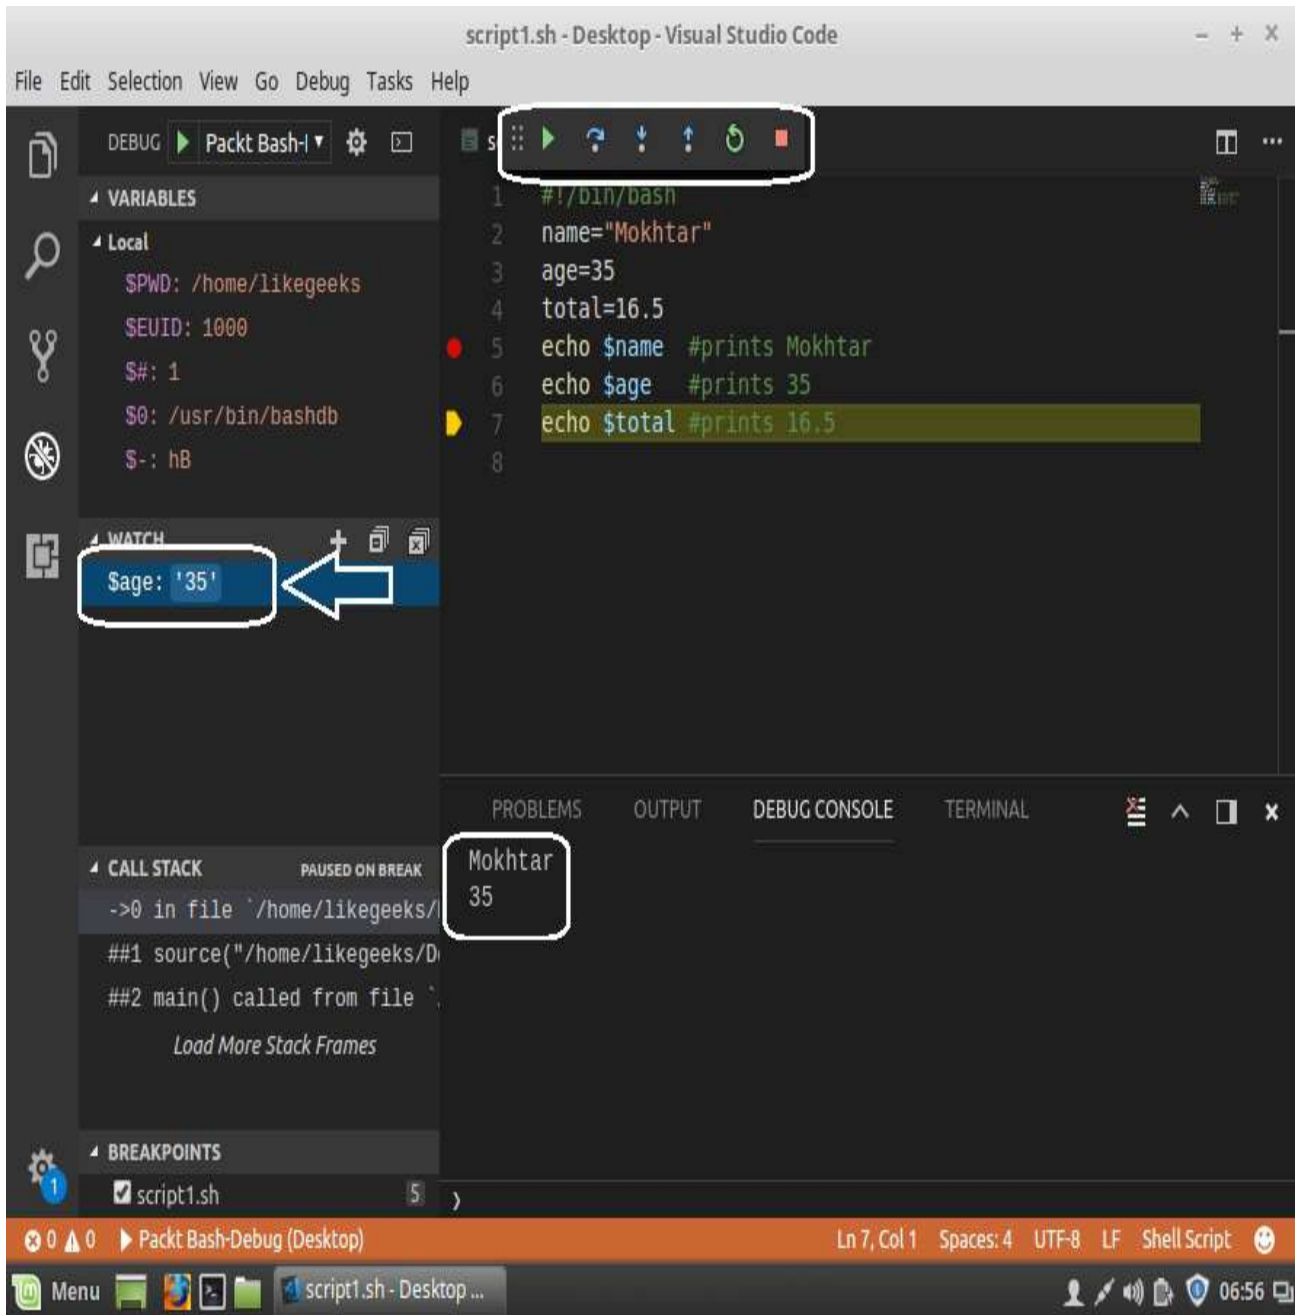 script1.sh - Desktop - Visual Studio Code
File Edit Selection View Go Debug Tasks Help
DEBUG Packt Bash-
VARIABLES
Local
$PWD: /home/likegeeks
$EUID: 1000
$#: 1
$0: /usr/bin/bashdb
$-: hB
WATCH
$age: '35'
CALL STACK PAUSED ON BREAK
->0 in file `/home/likegeeks/
##1 source("/home/likegeeks/D
##2 main() called from file `
Load More Stack Frames
BREAKPOINTS
script1.sh 5
s
1 #!/bin/bash
2 name="Mokhtar"
3 age=35
4 total=16.5
5 echo $name #prints Mokhtar
6 echo $age #prints 35
7 echo $total #prints 16.5
8
PROBLEMS OUTPUT DEBUG CONSOLE TERMINAL
Mokhtar
35
1
0 0 Packt Bash-Debug (Desktop) Ln 7, Col 1 Spaces: 4 UTF-8 LF Shell Script
Menu script1.sh - Desktop ... 06:56